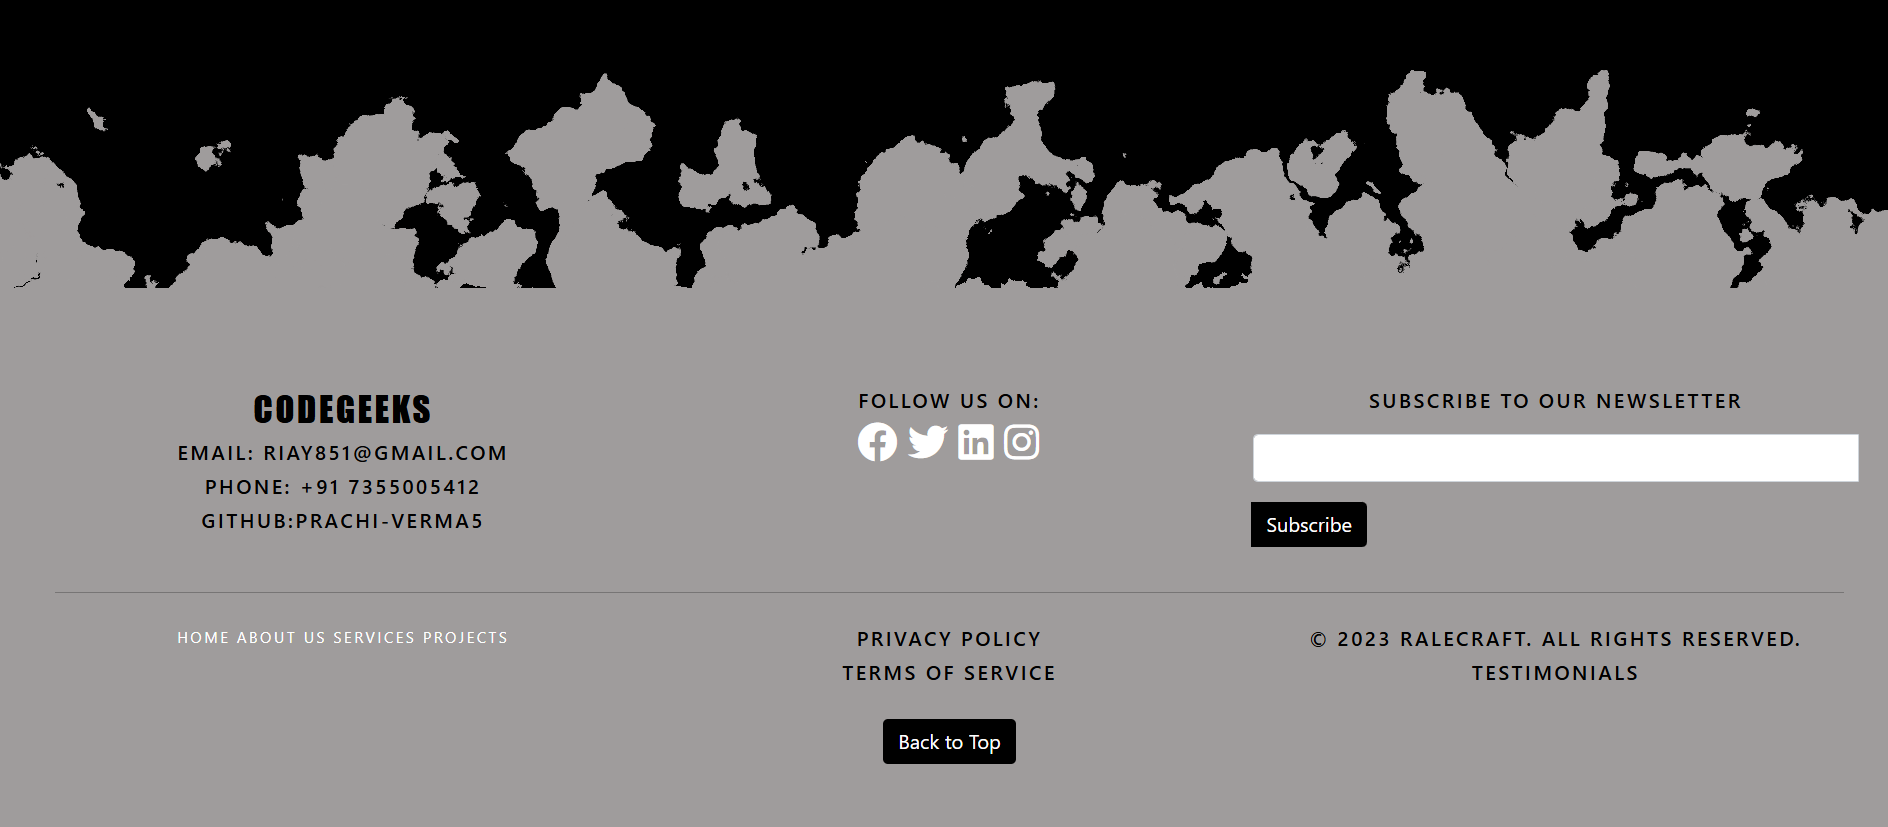 CODEGEEKS
EMAIL: RIAY851@GMAIL.COM
PHONE: +91 7355005412
GITHUB:PRACHI-VERMA5
FOLLOW US ON:
SUBSCRIBE TO OUR NEWSLETTER
Subscribe
HOME ABOUT US SERVICES PROJECTS
PRIVACY POLICY
TERMS OF SERVICE
Back to Top
© 2023 RALECRAFT. ALL RIGHTS RESERVED.
TESTIMONIALS